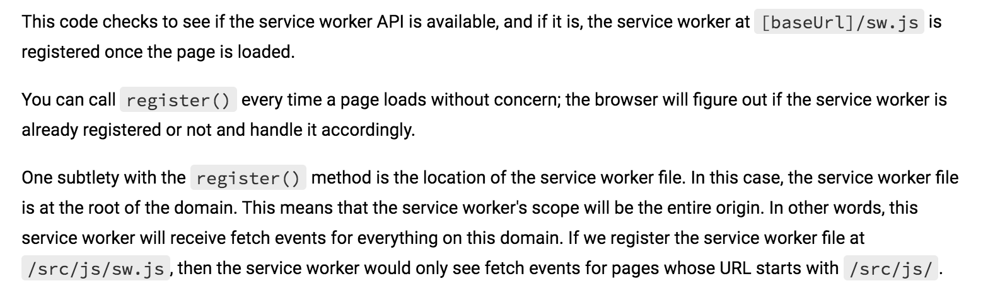 This code checks to see if the service worker API is available, and if it is, the service worker at [baseUrl]/sw.js is
registered once the page is loaded.
You can call register() every time a page loads without concern; the browser will figure out if the service worker is
already registered or not and handle it accordingly.
One subtlety with the register() method is the location of the service worker file. In this case, the service worker file
is at the root of the domain. This means that the service worker's scope will be the entire origin. In other words, this
service worker will receive fetch events for everything on this domain. If we register the service worker file at
/src/js/sw.js, then the service worker would only see fetch events for pages whose URL starts with /src/js/.